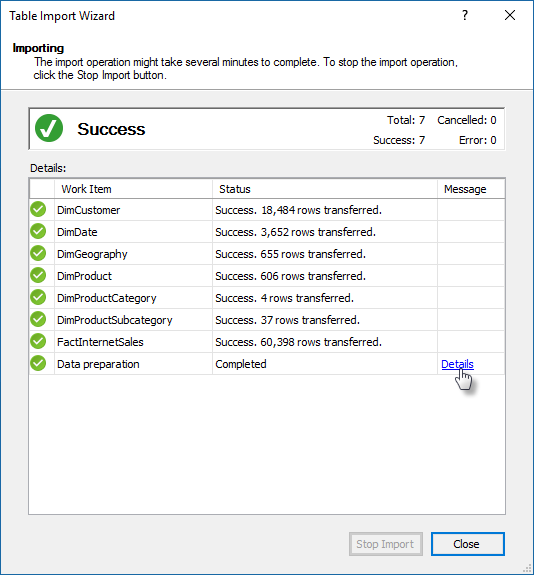 Table Import Wizard
?
Importing
The import operation might take several minutes to complete. To stop the import operation,
click the Stop Import button.
Success
Total: 7 Cancelled: 0
Success: 7 Error: 0
Details:
Work Item Status Message
DimCustomer Success. 18,484 rows transferred.
DimDate Success. 3,652 rows transferred.
DimGeography Success. 655 rows transferred.
DimProduct Success. 606 rows transferred.
DimProductCategory Success. 4 rows transferred.
DimProductSubcategory Success. 37 rows transferred.
FactInternetSales Success. 60,398 rows transferred.
Data preparation Completed Details
Stop Import Close